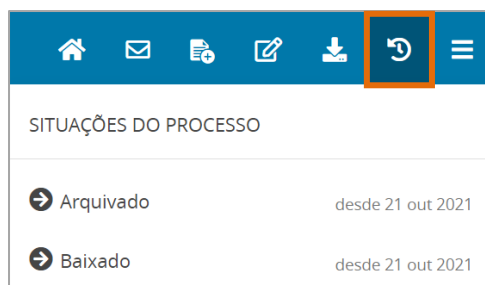 SITUAÇÕES DO PROCESSO
Arquivado desde 21 out 2021
Baixado desde 21 out 2021